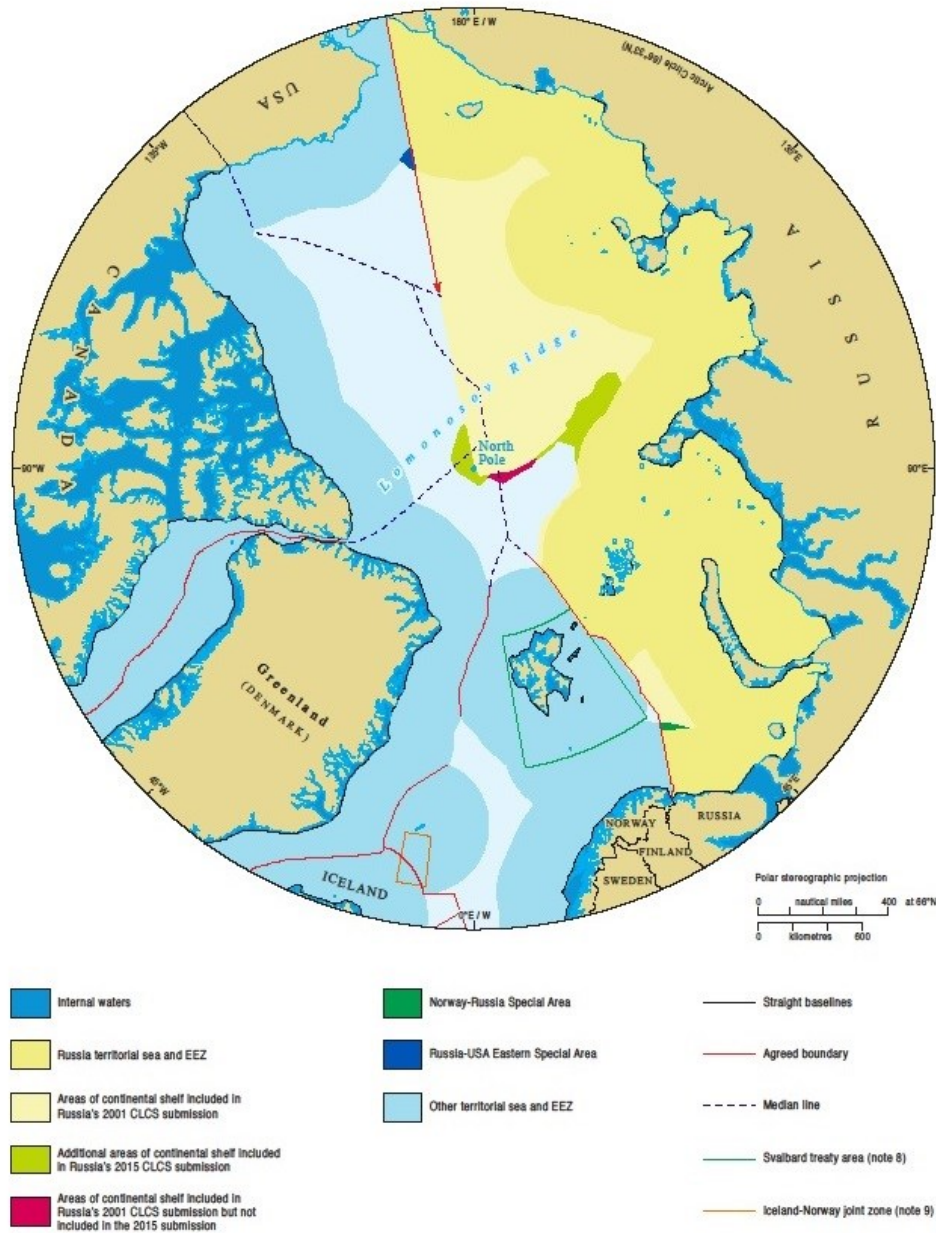 180° E / W
Arctic Circle (66°33'N)
USA
135°W
135°E
CANADA
RUSSIA
Lomonosov Ridge
North
Pole
90°W
90°E
Greenland
(DENMARK)
45°W
45°E
NORWAY
RUSSIA
FINLAND
SWEDEN
ICELAND
0°E / W
Polar stereographic projection
0 nautical miles 400 at 66°N
0 kilometres 600
Internal waters
Russia territorial sea and EEZ
Areas of continental shelf included in
Russia's 2001 CLCS submission
Additional areas of continental shelf included
in Russia's 2015 CLCS submission
Areas of continental shelf included in
Russia's 2001 CLCS submission but not
included in the 2015 submission
Norway-Russia Special Area
Russia-USA Eastern Special Area
Other territorial sea and EEZ
Straight baselines
Agreed boundary
Median line
Svalbard treaty area (note 8)
Iceland-Norway joint zone (note 9)